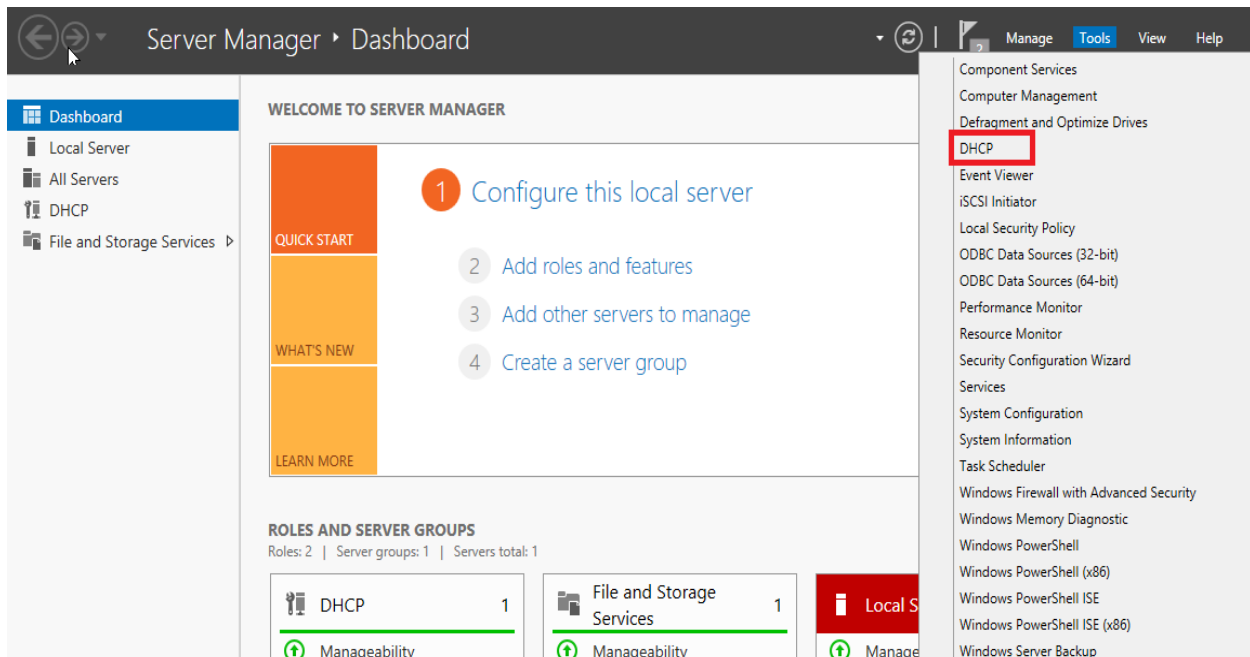 Server Manager ‣ Dashboard
Manage Tools View Help
2
Dashboard
Local Server
All Servers
DHCP
File and Storage Services
WELCOME TO SERVER MANAGER
QUICK START
WHAT'S NEW
LEARN MORE
1 Configure this local server
2 Add roles and features
3 Add other servers to manage
4 Create a server group
ROLES AND SERVER GROUPS
Roles: 2 | Server groups: 1 | Servers total: 1
DHCP 1
Manageability
File and Storage
Services 1
Manageability
Local S
Manage
Component Services
Computer Management
Defragment and Optimize Drives
DHCP
Event Viewer
iSCSI Initiator
Local Security Policy
ODBC Data Sources (32-bit)
ODBC Data Sources (64-bit)
Performance Monitor
Resource Monitor
Security Configuration Wizard
Services
System Configuration
System Information
Task Scheduler
Windows Firewall with Advanced Security
Windows Memory Diagnostic
Windows PowerShell
Windows PowerShell (x86)
Windows PowerShell ISE
Windows PowerShell ISE (x86)
Windows Server Backup